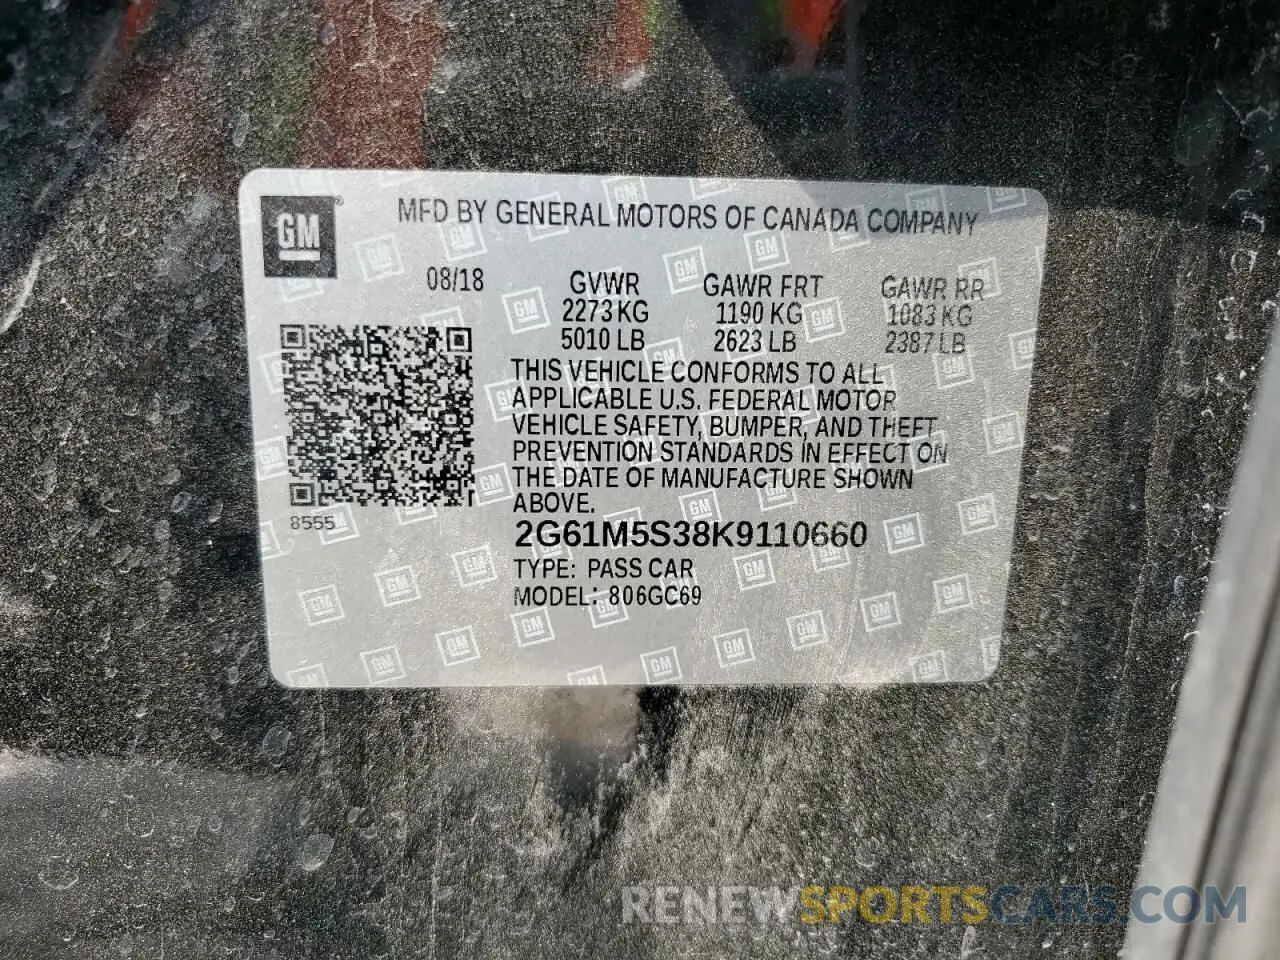 GM
MFD BY GENERAL MOTORS OF CANADA COMPANY
08/18 GVWR GAWR FRT GAWR RR
2273 KG 1190 KG 1083 KG
5010 LB 2623 LB 2387 LB
THIS VEHICLE CONFORMS TO ALL
APPLICABLE U.S. FEDERAL MOTOR
VEHICLE SAFETY, BUMPER, AND THEFT
PREVENTION STANDARDS IN EFFECT ON
THE DATE OF MANUFACTURE SHOWN
ABOVE.
8555
2G61M5S38K9110660
TYPE: PASS CAR
MODEL: 806GC69
RENEWSPORTSCARS.COM